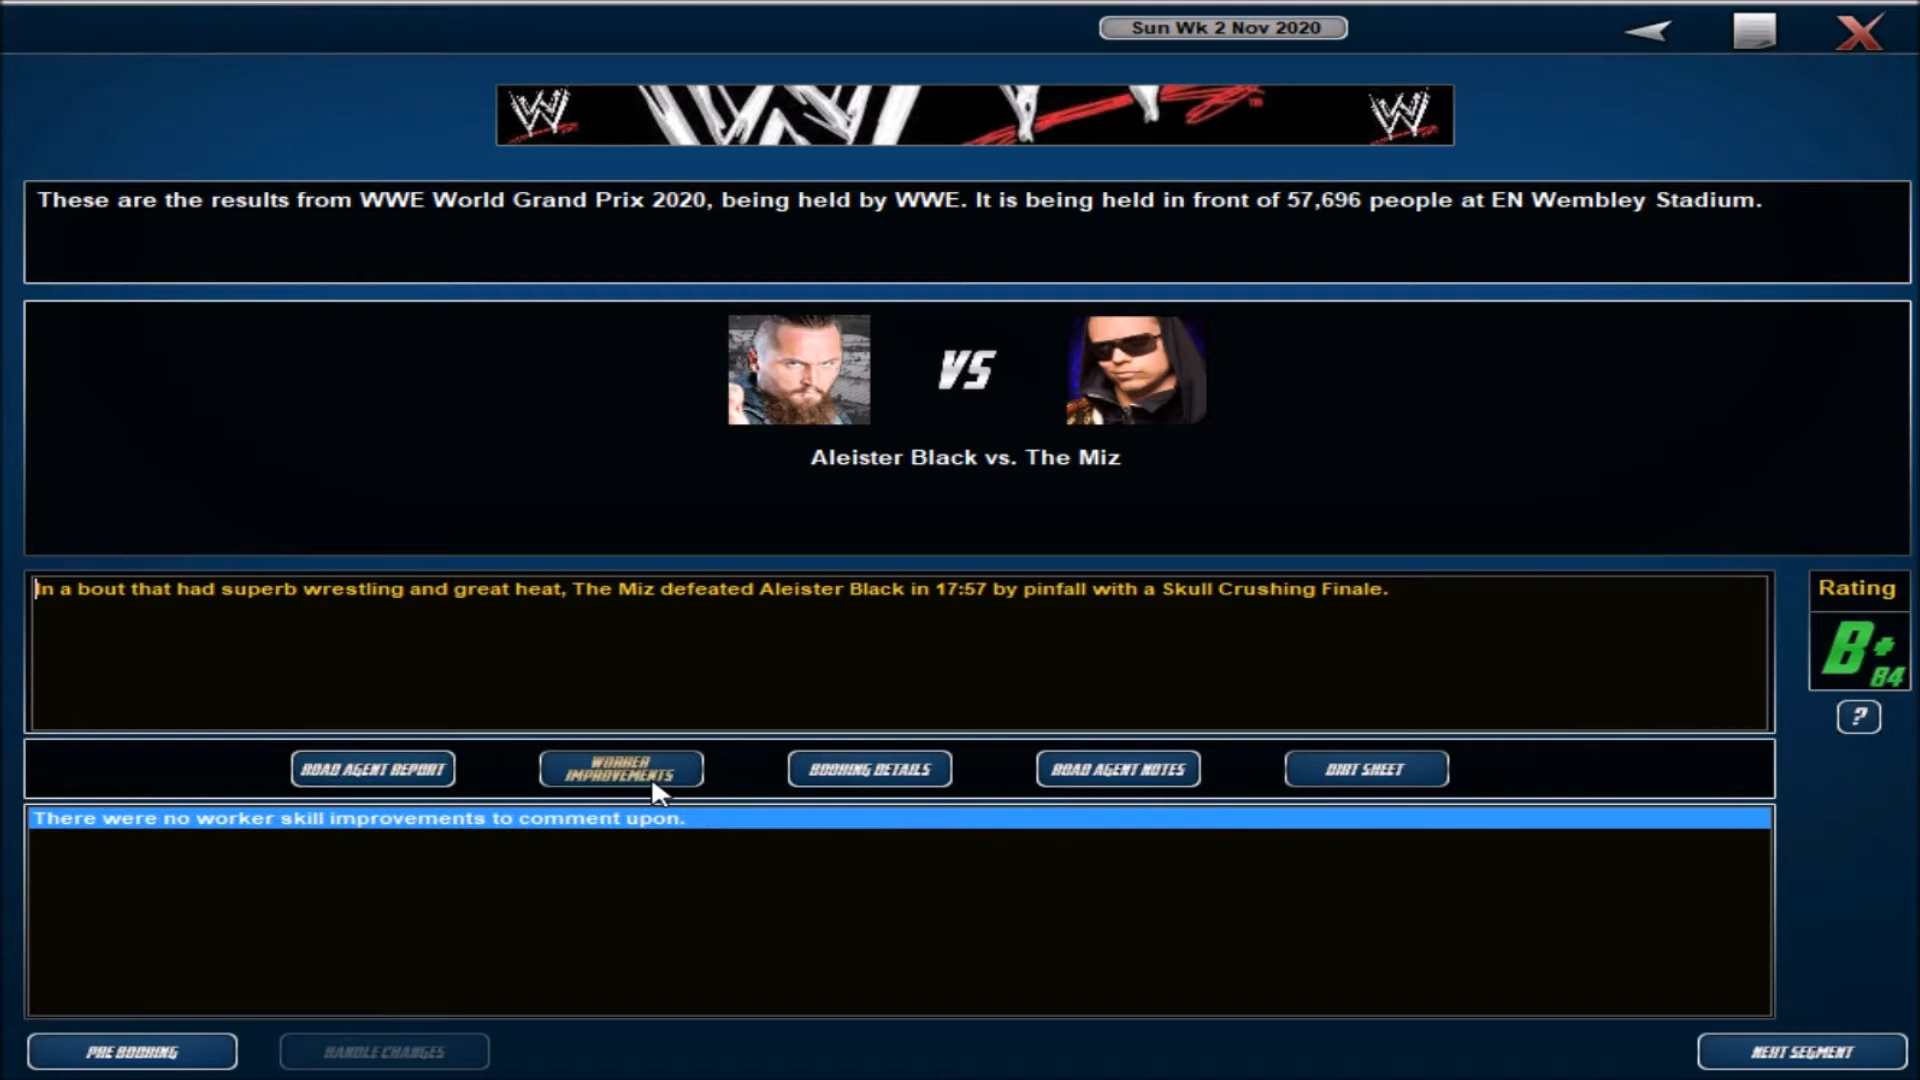 Sun Wk 2 Nov 2020
These are the results from WWE World Grand Prix 2020, being held by WWE. It is being held in front of 57,696 people at EN Wembley Stadium.
VS
Aleister Black vs. The Miz
In a bout that had superb wrestling and great heat, The Miz defeated Aleister Black in 17:57 by pinfall with a Skull Crushing Finale.
Rating
B+
84
?
ROAD AGENT REPORT
WORKER
IMPROVEMENTS
BOOKING DETAILS
ROAD AGENT NOTES
DIRT SHEET
There were no worker skill improvements to comment upon.
PRE BOOKING
HANDLE CHANGES
NEXT SEGMENT